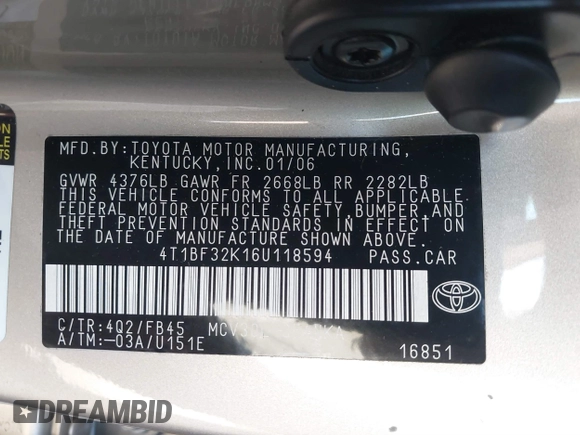 MFD.BY:TOYOTA MOTOR MANUFACTURING,
KENTUCKY,INC.01/06
GVWR 4376LB GAWR FR 2668LB RR 2282LB
THIS VEHICLE CONFORMS TO ALL APPLICABLE
FEDERAL MOTOR VEHICLE SAFETY,BUMPER,AND
THEFT PREVENTION STANDARDS IN EFFECT ON
THE DATE OF MANUFACTURE SHOWN ABOVE.
4T1BF32K16U118594 PASS.CAR
C/TR:4Q2/FB45
A/TM:-03A/U151E
16851
DREAMBID